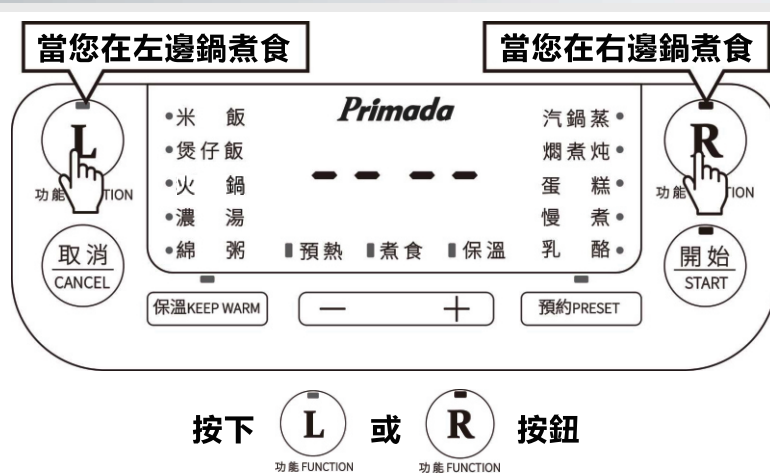 當您在左邊鍋煮食
當您在右邊鍋煮食
L
功能 TION
取消
CANCEL
•米 飯
•煲仔飯
•火 鍋
•濃 湯
•綿 粥
Primada
-- --
預熱 煮食 保溫
汽鍋蒸•
燜煮炖•
蛋 糕•
慢 煮•
乳 酪•
R
功能 ION
開始
START
保溫KEEP WARM
— +
預約PRESET
按下 L 或 R 按鈕
功能 FUNCTION 功能 FUNCTION